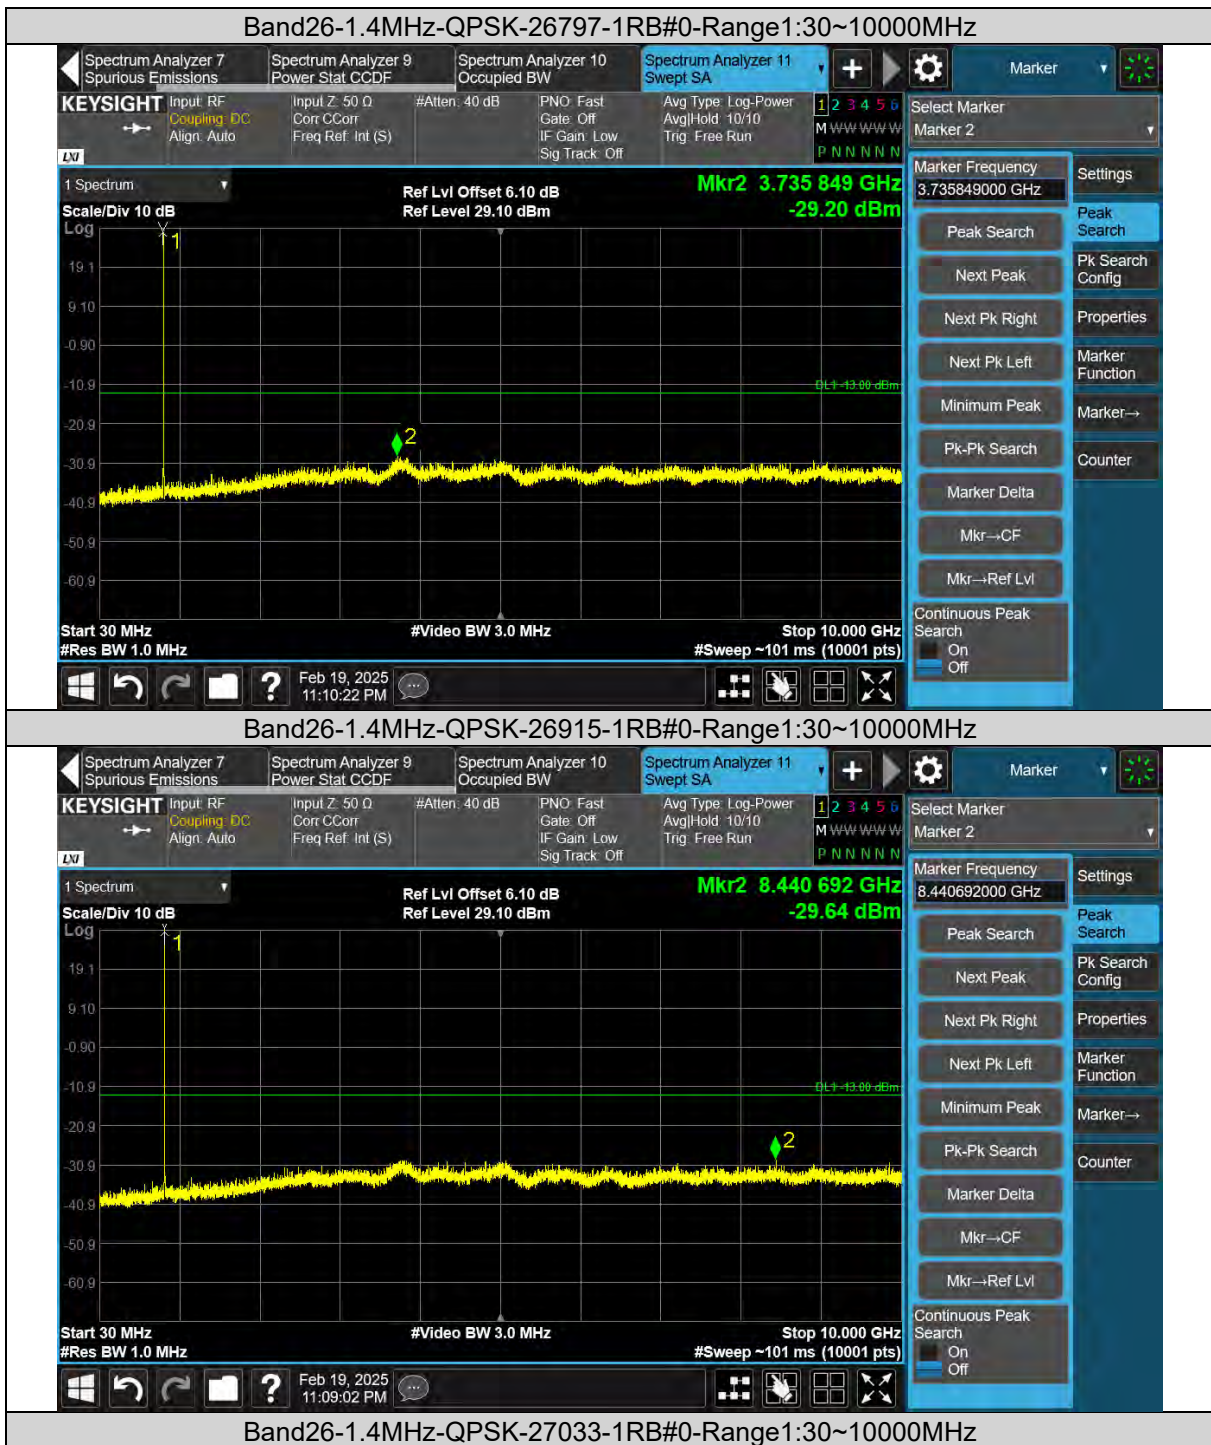 Band26-1.4MHz-QPSK-26797-1RB#0-Range1:30~10000MHz
Spectrum Analyzer 7
Spurious Emissions
Spectrum Analyzer 9
Power Stat CCDF
Spectrum Analyzer 10
Occupied BW
Spectrum Analyzer 11
Swept SA
Marker
KEYSIGHT
LXI
Input: RF
Coupling: DC
Align: Auto
Input Z: 50 Ω
Corr CCorr
Freq Ref: Int (S)
#Atten: 40 dB
PNO: Fast
Gate: Off
IF Gain: Low
Sig Track: Off
Avg Type: Log-Power
Avg|Hold: 10/10
Trig: Free Run
1 2 3 4 5 6
M W W W W W
P N N N N N
Select Marker
Marker 2
1 Spectrum
Scale/Div 10 dB
Log
Ref Lvl Offset 6.10 dB
Ref Level 29.10 dBm
Mkr2 3.735 849 GHz
-29.20 dBm
1
19.1
9.10
-0.90
-10.9
-20.9
-30.9
-40.9
-50.9
-60.9
DL1 -13.00 dBm
2
Start 30 MHz
#Res BW 1.0 MHz
#Video BW 3.0 MHz
Stop 10.000 GHz
#Sweep ~101 ms (10001 pts)
Marker Frequency
3.735849000 GHz
Peak Search
Next Peak
Next Pk Right
Next Pk Left
Minimum Peak
Pk-Pk Search
Marker Delta
Mkr→CF
Mkr→Ref Lvl
Continuous Peak
Search
On
Off
Settings
Peak
Search
Pk Search
Config
Properties
Marker
Function
Marker→
Counter
?
Feb 19, 2025
11:10:22 PM
Band26-1.4MHz-QPSK-26915-1RB#0-Range1:30~10000MHz
Spectrum Analyzer 7
Spurious Emissions
Spectrum Analyzer 9
Power Stat CCDF
Spectrum Analyzer 10
Occupied BW
Spectrum Analyzer 11
Swept SA
Marker
KEYSIGHT
LXI
Input: RF
Coupling: DC
Align: Auto
Input Z: 50 Ω
Corr CCorr
Freq Ref: Int (S)
#Atten: 40 dB
PNO: Fast
Gate: Off
IF Gain: Low
Sig Track: Off
Avg Type: Log-Power
Avg|Hold: 10/10
Trig: Free Run
1 2 3 4 5 6
M W W W W W
P N N N N N
Select Marker
Marker 2
1 Spectrum
Scale/Div 10 dB
Log
Ref Lvl Offset 6.10 dB
Ref Level 29.10 dBm
Mkr2 8.440 692 GHz
-29.64 dBm
1
19.1
9.10
-0.90
-10.9
-20.9
-30.9
-40.9
-50.9
-60.9
DL1 -13.00 dBm
2
Start 30 MHz
#Res BW 1.0 MHz
#Video BW 3.0 MHz
Stop 10.000 GHz
#Sweep ~101 ms (10001 pts)
Marker Frequency
8.440692000 GHz
Peak Search
Next Peak
Next Pk Right
Next Pk Left
Minimum Peak
Pk-Pk Search
Marker Delta
Mkr→CF
Mkr→Ref Lvl
Continuous Peak
Search
On
Off
Settings
Peak
Search
Pk Search
Config
Properties
Marker
Function
Marker→
Counter
?
Feb 19, 2025
11:09:02 PM
Band26-1.4MHz-QPSK-27033-1RB#0-Range1:30~10000MHz